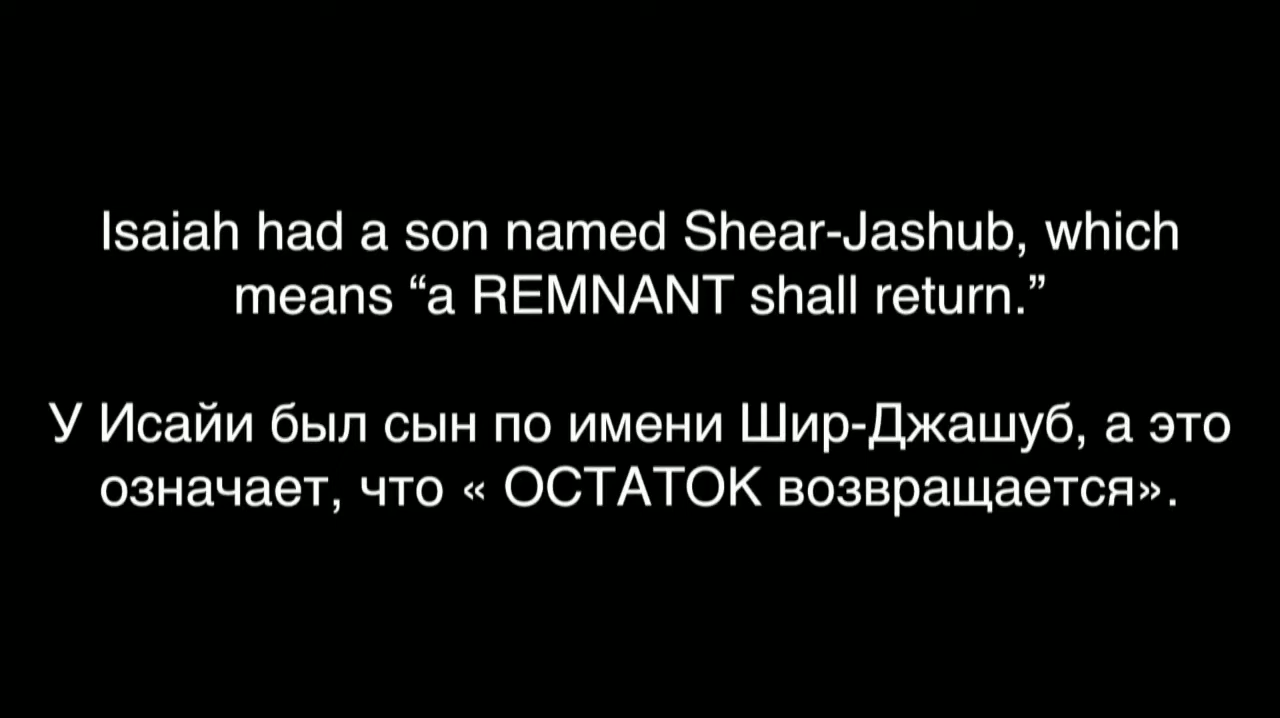 Isaiah had a son named Shear-Jashub, which
means “a REMNANT shall return.”
У Исайи был сын по имени Шир-Джашуб, а это
означает, что « ОСТАТОК возвращается».